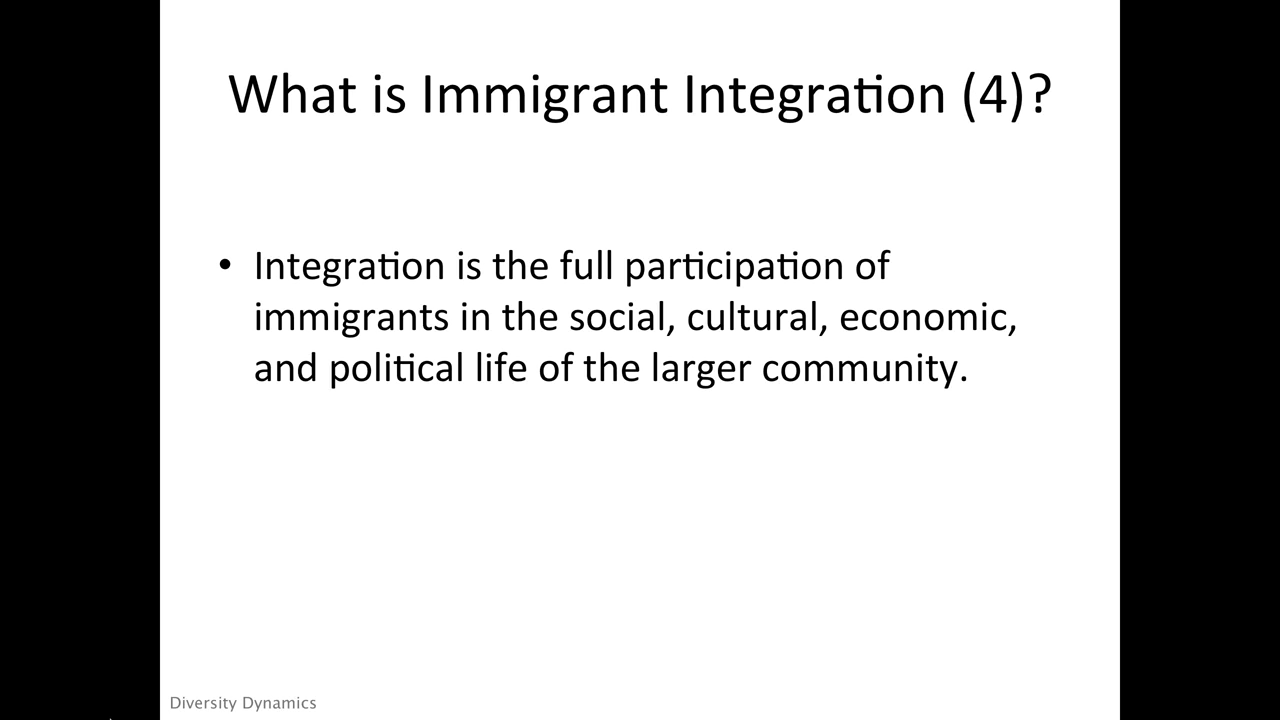 What is Immigrant Integration (4)?
• Integration is the full participation of
immigrants in the social, cultural, economic,
and political life of the larger community.
Diversity Dynamics